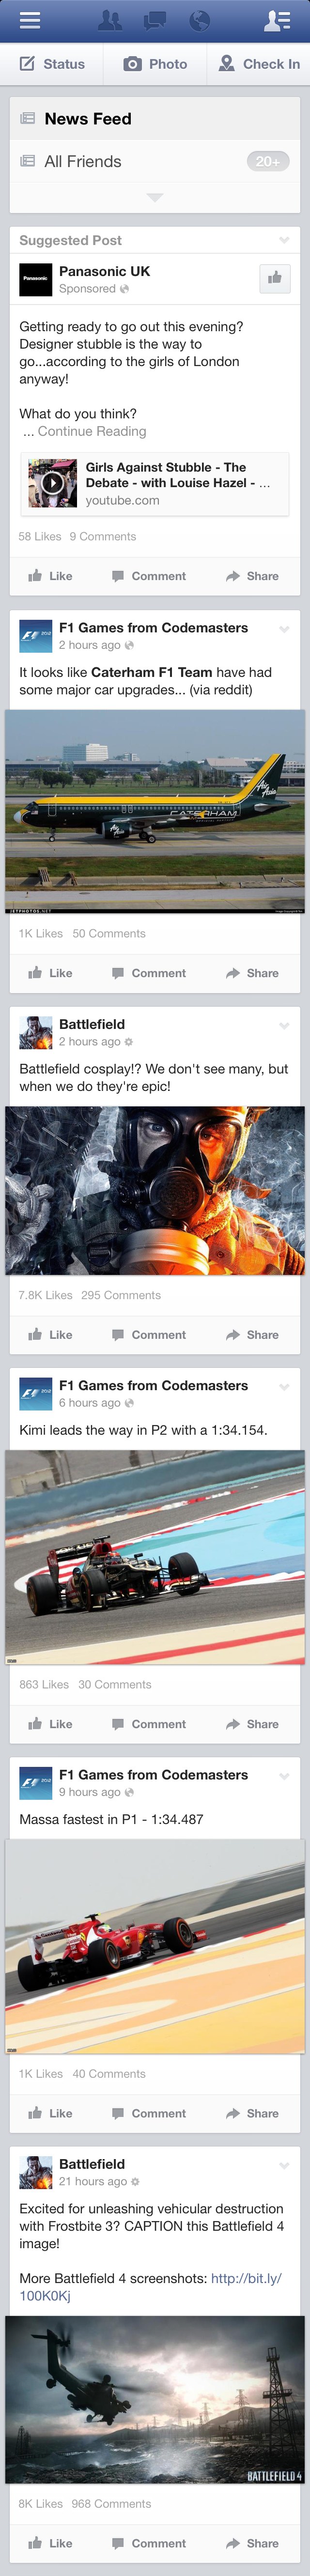 Status
Photo
Check In
News Feed
All Friends
20+
Suggested Post
Panasonic
Panasonic UK
Sponsored
Getting ready to go out this evening?
Designer stubble is the way to
go...according to the girls of London
anyway!
What do you think?
... Continue Reading
Girls Against Stubble - The
Debate - with Louise Hazel - ...
youtube.com
58 Likes 9 Comments
Like Comment Share
F1 Games from Codemasters
2 hours ago
It looks like Caterham F1 Team have had
some major car upgrades... (via reddit)
Air Asia
CATERHAM
Air Asia
JETPHOTOS.NET
1K Likes 50 Comments
Like Comment Share
Battlefield
2 hours ago
Battlefield cosplay!? We don't see many, but
when we do they're epic!
7.8K Likes 295 Comments
Like Comment Share
F1 Games from Codemasters
6 hours ago
Kimi leads the way in P2 with a 1:34.154.
863 Likes 30 Comments
Like Comment Share
F1 Games from Codemasters
9 hours ago
Massa fastest in P1 - 1:34.487
1K Likes 40 Comments
Like Comment Share
Battlefield
21 hours ago
Excited for unleashing vehicular destruction
with Frostbite 3? CAPTION this Battlefield 4
image!
More Battlefield 4 screenshots: http://bit.ly/
100K0Kj
BATTLEFIELD 4
8K Likes 968 Comments
Like Comment Share